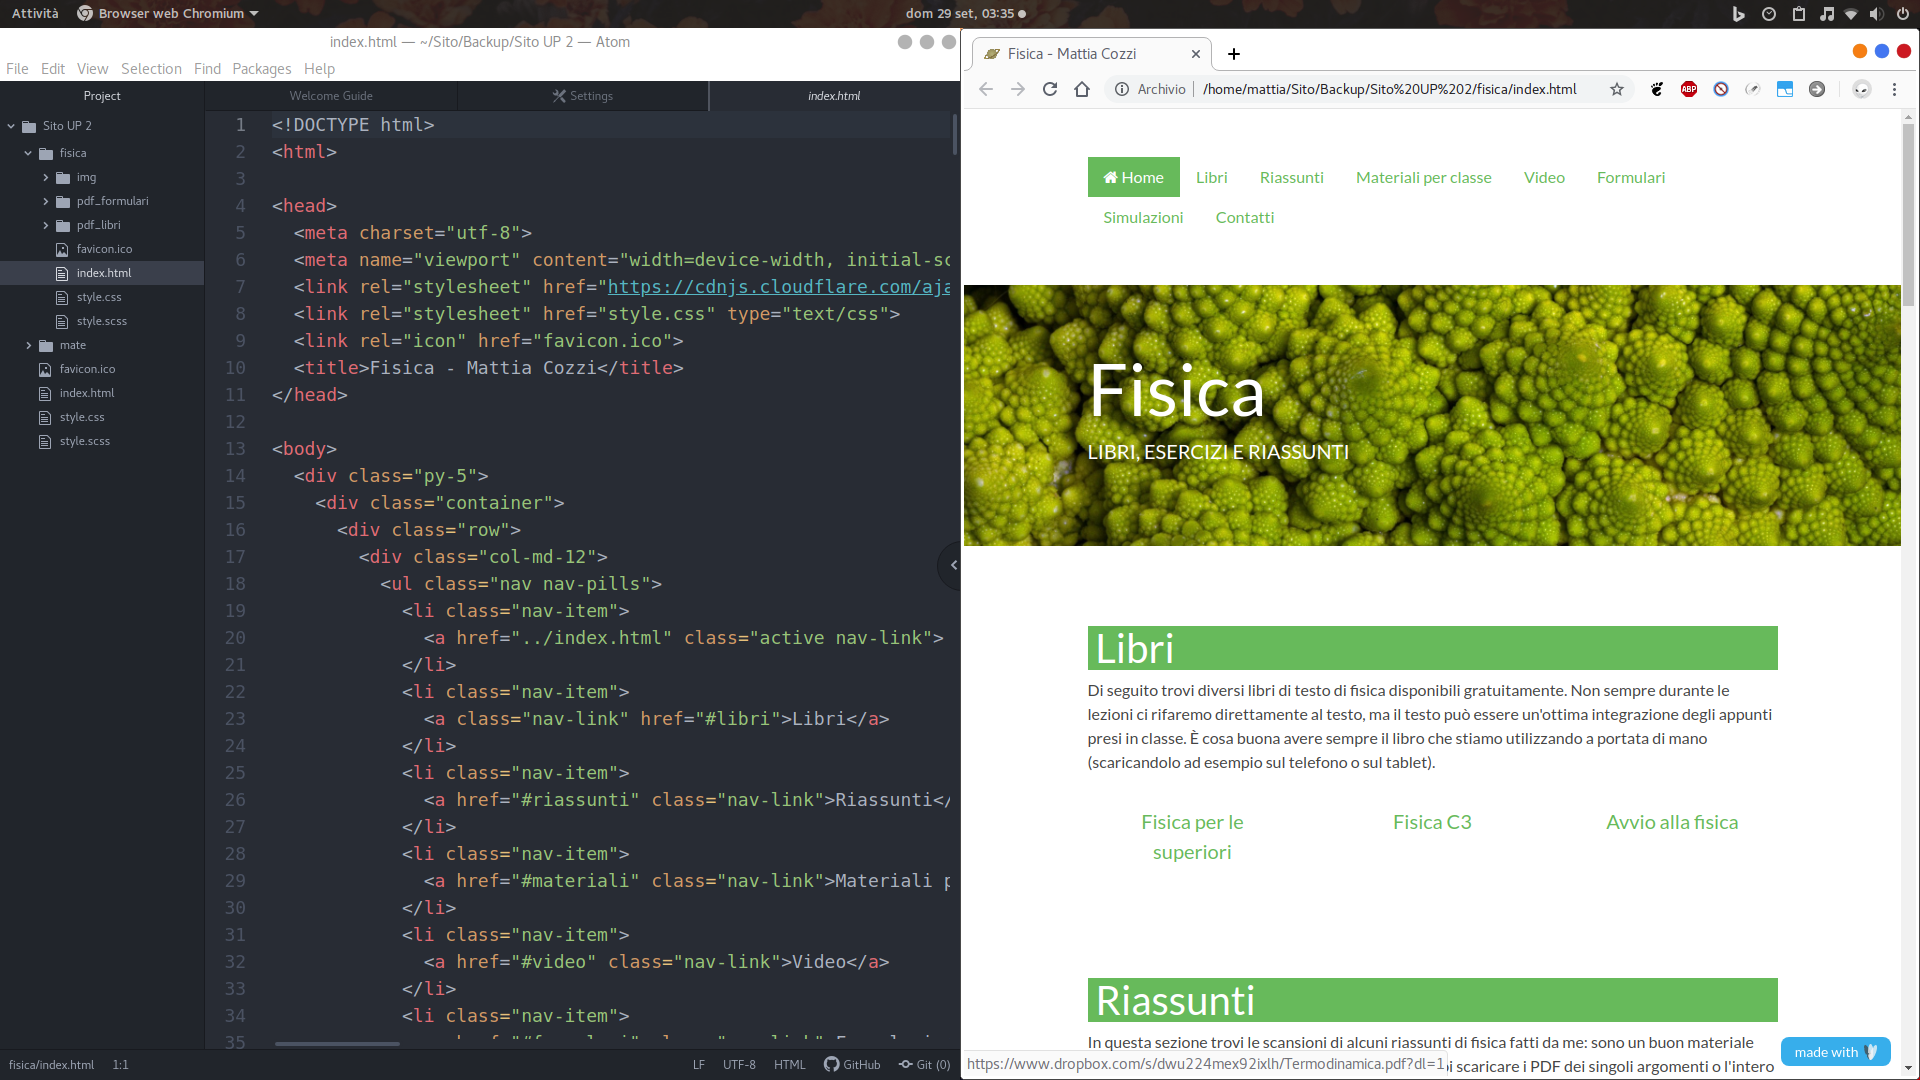 Attività
Browser web Chromium
dom 29 set, 03:35
index.html — ~/Sito/Backup/Sito UP 2 — Atom
File Edit View Selection Find Packages Help
Project
Sito UP 2
fisica
img
pdf_formulari
pdf_libri
favicon.ico
index.html
style.css
style.scss
mate
favicon.ico
index.html
style.css
style.scss
Welcome Guide
Settings
index.html
1 <!DOCTYPE html>
2 <html>
3
4 <head>
5 <meta charset="utf-8">
6 <meta name="viewport" content="width=device-width, initial-sc
7 <link rel="stylesheet" href="https://cdnjs.cloudflare.com/aja
8 <link rel="stylesheet" href="style.css" type="text/css">
9 <link rel="icon" href="favicon.ico">
10 <title>Fisica - Mattia Cozzi</title>
11 </head>
12
13 <body>
14 <div class="py-5">
15 <div class="container">
16 <div class="row">
17 <div class="col-md-12">
18 <ul class="nav nav-pills">
19 <li class="nav-item">
20 <a href="../index.html" class="active nav-link">
21 </li>
22 <li class="nav-item">
23 <a class="nav-link" href="#libri">Libri</a>
24 </li>
25 <li class="nav-item">
26 <a href="#riassunti" class="nav-link">Riassunti</
27 </li>
28 <li class="nav-item">
29 <a href="#materiali" class="nav-link">Materiali p
30 </li>
31 <li class="nav-item">
32 <a href="#video" class="nav-link">Video</a>
33 </li>
34 <li class="nav-item">
35
fisica/index.html 1:1
LF UTF-8 HTML GitHub Git (0)
Fisica - Mattia Cozzi
Archivio /home/mattia/Sito/Backup/Sito%20UP%202/fisica/index.html
ABP
Home Libri Riassunti Materiali per classe Video Formulari
Simulazioni Contatti
Fisica
LIBRI, ESERCIZI E RIASSUNTI
Libri
Di seguito trovi diversi libri di testo di fisica disponibili gratuitamente. Non sempre durante le
lezioni ci rifaremo direttamente al testo, ma il testo può essere un'ottima integrazione degli appunti
presi in classe. È cosa buona avere sempre il libro che stiamo utilizzando a portata di mano
(scaricandolo ad esempio sul telefono o sul tablet).
Fisica per le
superiori
Fisica C3
Avvio alla fisica
Riassunti
In questa sezione trovi le scansioni di alcuni riassunti di fisica fatti da me: sono un buon materiale
i scaricare i PDF dei singoli argomenti o l'intero
https://www.dropbox.com/s/dwu224mex92ixlh/Termodinamica.pdf?dl=1
made with